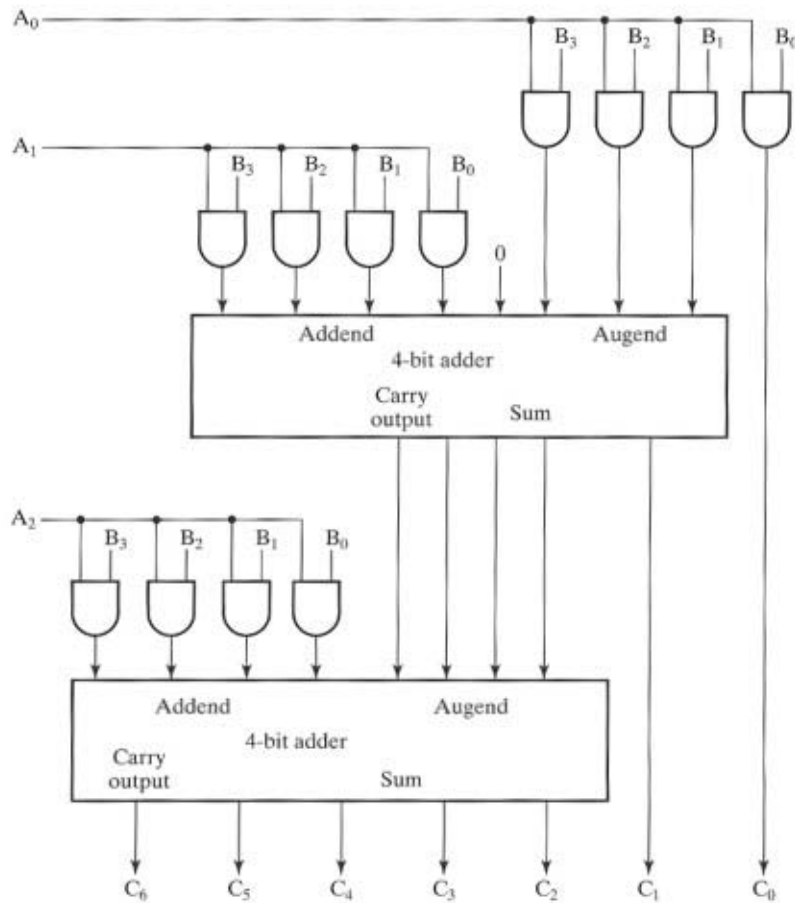 A₀
B₃ B₂ B₁ B₀
A₁
B₃ B₂ B₁ B₀
0
Addend Augend
4-bit adder
Carry
output
Sum
A₂
B₃ B₂ B₁ B₀
Addend Augend
4-bit adder
Carry
output
Sum
C₆ C₅ C₄ C₃ C₂ C₁ C₀